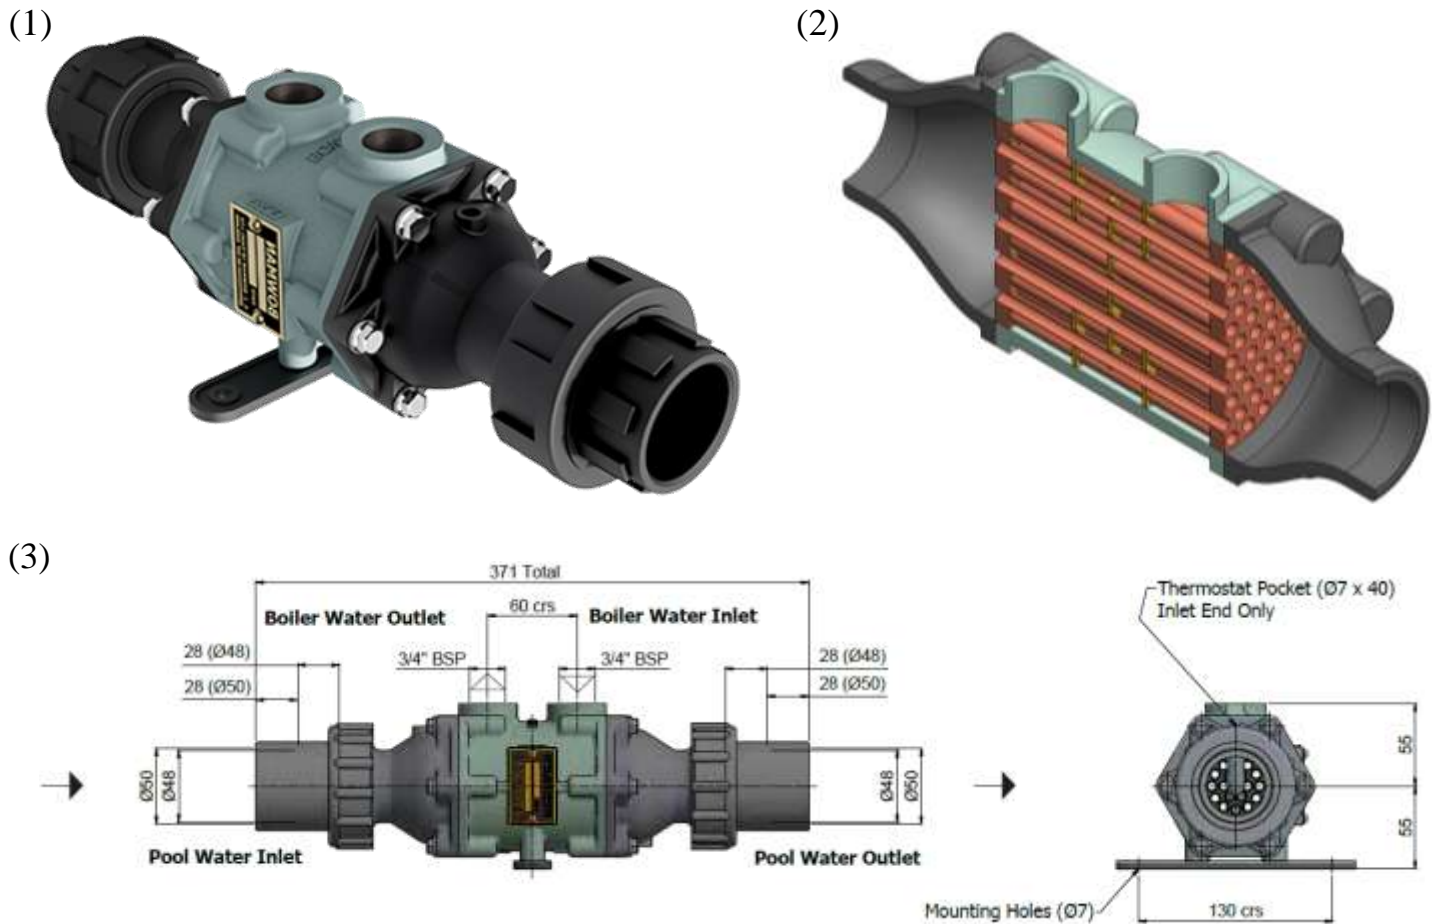 (1)
(2)
BOWMAN
(3)
371 Total
60 crs
Boiler Water Outlet
Boiler Water Inlet
28 (Ø48)
3/4" BSP
3/4" BSP
28 (Ø48)
28 (Ø50)
28 (Ø50)
Ø50
Ø48
Ø48
Ø50
Pool Water Inlet
Pool Water Outlet
Thermostat Pocket (Ø7 x 40)
Inlet End Only
55
55
Mounting Holes (Ø7)
130 crs